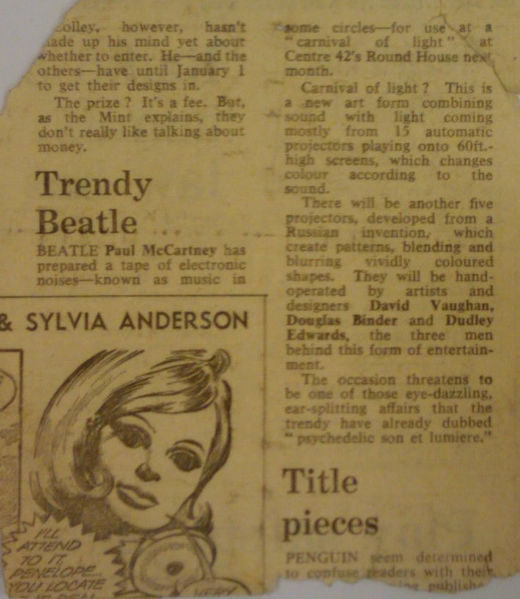 however, hasn't
made up his mind yet about
whether to enter. He—and the
others—have until January 1
to get their designs in.
The prize? It's a fee. But,
as the Mint explains, they
don't really like talking about
money.
Trendy
Beatle
BEATLE Paul McCartney has
prepared a tape of electronic
noises—known as music in
& SYLVIA ANDERSON
I'LL
ATTEND
TO IT,
PENELOPE...
YOU LOCATE
VERY
some circles—for use at a
"carnival of light" at
Centre 42's Round House next
month.
Carnival of light? This is
a new art form combining
sound with light coming
mostly from 15 automatic
projectors playing onto 60ft.-
high screens, which changes
colour according to the
sound.
There will be another five
projectors, developed from a
Russian invention, which
create patterns, blending and
blurring vividly coloured
shapes. They will be hand-
operated by artists and
designers David Vaughan,
Douglas Binder and Dudley
Edwards, the three men
behind this form of entertain-
ment.
The occasion threatens to
be one of those eye-dazzling,
ear-splitting affairs that the
trendy have already dubbed
"psychedelic son et lumiere."
Title
pieces
PENGUIN seem determined
to confuse readers with their